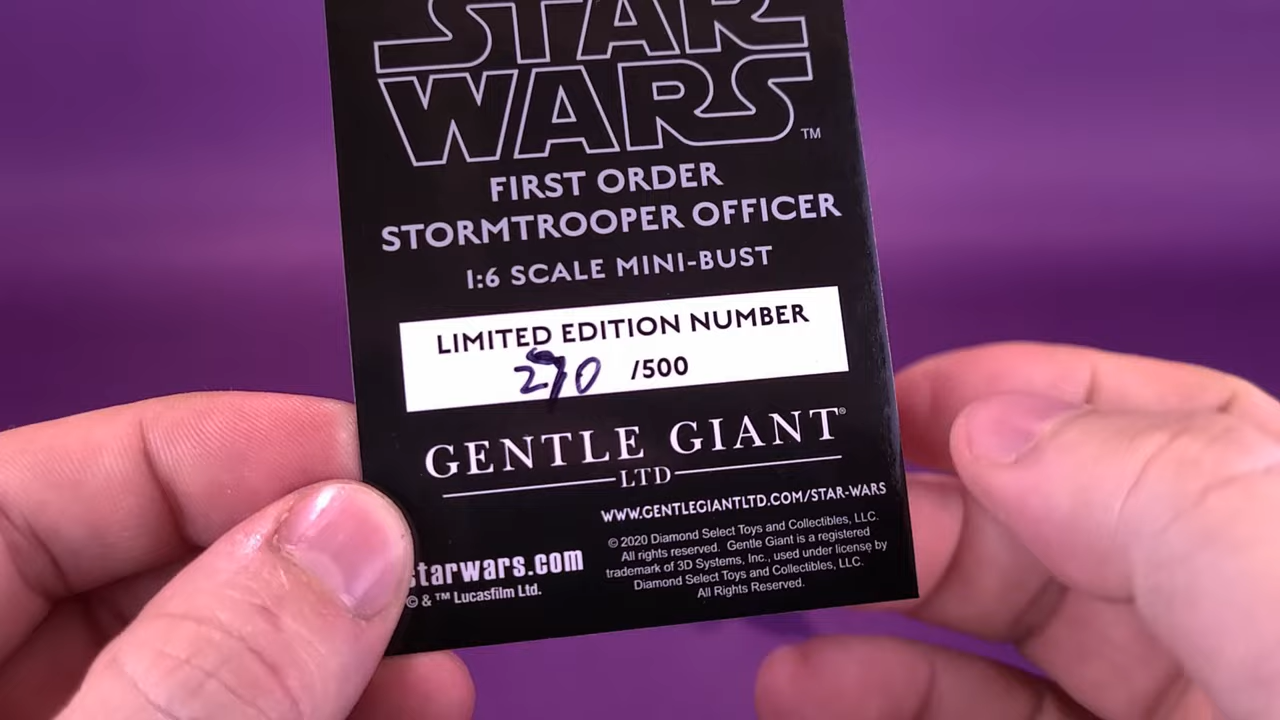 STAR
WARS™
FIRST ORDER
STORMTROOPER OFFICER
1:6 SCALE MINI-BUST
LIMITED EDITION NUMBER
290 /500
GENTLE GIANT®
LTD
WWW.GENTLEGIANTLTD.COM/STAR-WARS
© 2020 Diamond Select Toys and Collectibles, LLC.
All rights reserved. Gentle Giant is a registered
trademark of 3D Systems, Inc., used under license by
Diamond Select Toys and Collectibles, LLC.
All Rights Reserved.
starwars.com
© & ™ Lucasfilm Ltd.